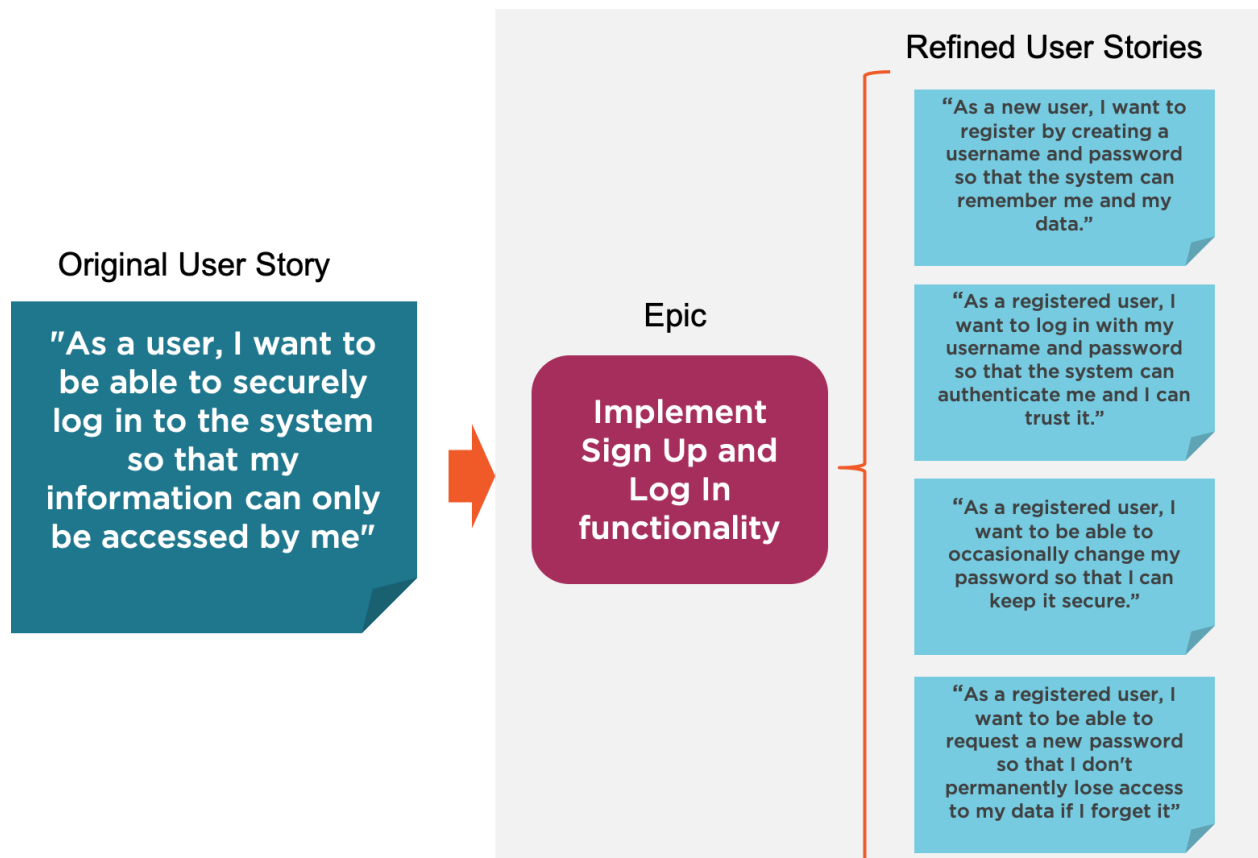 Original User Story
"As a user, I want to
be able to securely
log in to the system
so that my
information can only
be accessed by me"
Epic
Implement
Sign Up and
Log In
functionality
Refined User Stories
“As a new user, I want to
register by creating a
username and password
so that the system can
remember me and my
data.”
“As a registered user, I
want to log in with my
username and password
so that the system can
authenticate me and I can
trust it.”
“As a registered user, I
want to be able to
occasionally change my
password so that I can
keep it secure.”
“As a registered user, I
want to be able to
request a new password
so that I don't
permanently lose access
to my data if I forget it”